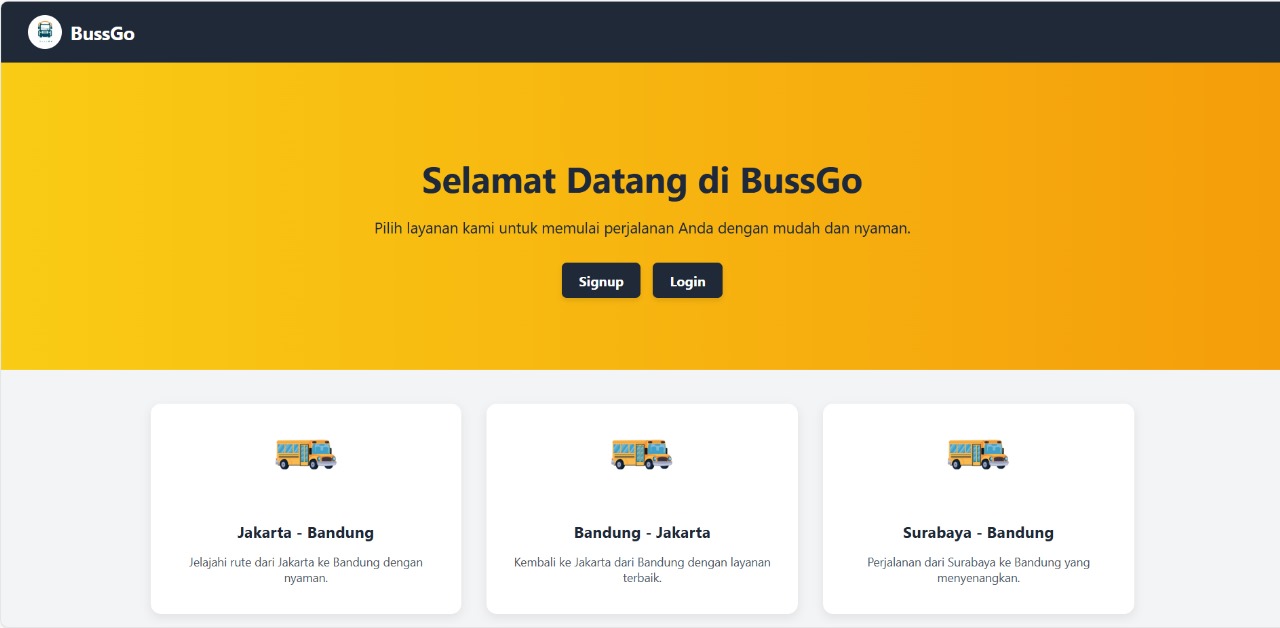 BussGo
Selamat Datang di BussGo
Pilih layanan kami untuk memulai perjalanan Anda dengan mudah dan nyaman.
Signup
Login
Jakarta - Bandung
Jelajahi rute dari Jakarta ke Bandung dengan
nyaman.
Bandung - Jakarta
Kembali ke Jakarta dari Bandung dengan layanan
terbaik.
Surabaya - Bandung
Perjalanan dari Surabaya ke Bandung yang
menyenangkan.